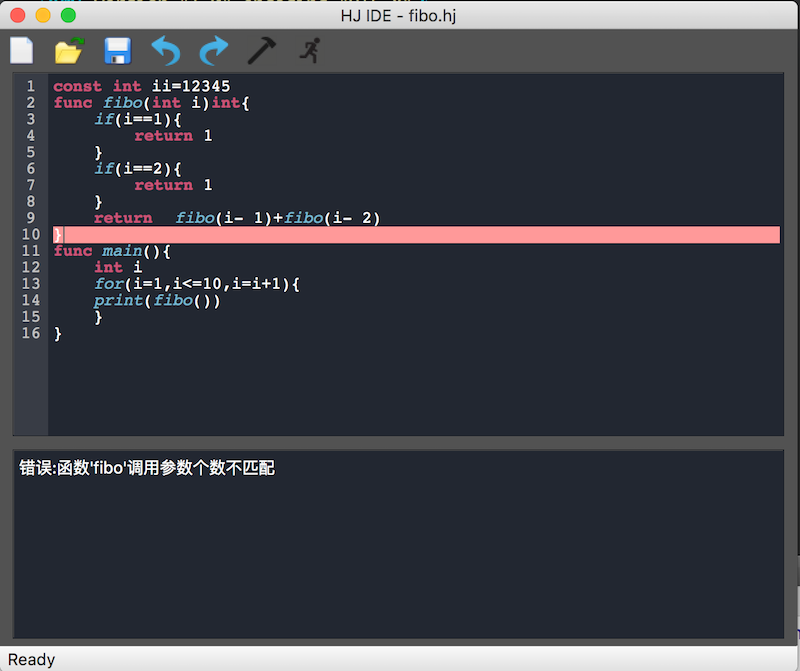 HJ IDE - fibo.hj
1 const int ii=12345
2 func fibo(int i)int{
3     if(i==1){
4         return 1
5     }
6     if(i==2){
7         return 1
8     }
9     return  fibo(i- 1)+fibo(i- 2)
10 }
11 func main(){
12     int i
13     for(i=1,i<=10,i=i+1){
14     print(fibo())
15     }
16 }
错误:函数'fibo'调用参数个数不匹配
Ready